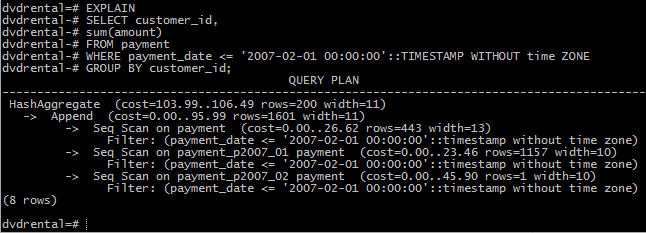 dvdrental=# EXPLAIN
dvdrental-# SELECT customer_id,
dvdrental-# sum(amount)
dvdrental-# FROM payment
dvdrental-# WHERE payment_date <= '2007-02-01 00:00:00'::TIMESTAMP WITHOUT time ZONE
dvdrental-# GROUP BY customer_id;
QUERY PLAN
---------------------------------------------------------------------------------------------
HashAggregate  (cost=103.99..106.49 rows=200 width=11)
  ->  Append  (cost=0.00..95.99 rows=1601 width=11)
        ->  Seq Scan on payment  (cost=0.00..26.62 rows=443 width=13)
              Filter: (payment_date <= '2007-02-01 00:00:00'::timestamp without time zone)
        ->  Seq Scan on payment_p2007_01 payment  (cost=0.00..23.46 rows=1157 width=10)
              Filter: (payment_date <= '2007-02-01 00:00:00'::timestamp without time zone)
        ->  Seq Scan on payment_p2007_02 payment  (cost=0.00..45.90 rows=1 width=10)
              Filter: (payment_date <= '2007-02-01 00:00:00'::timestamp without time zone)
(8 rows)
dvdrental=#